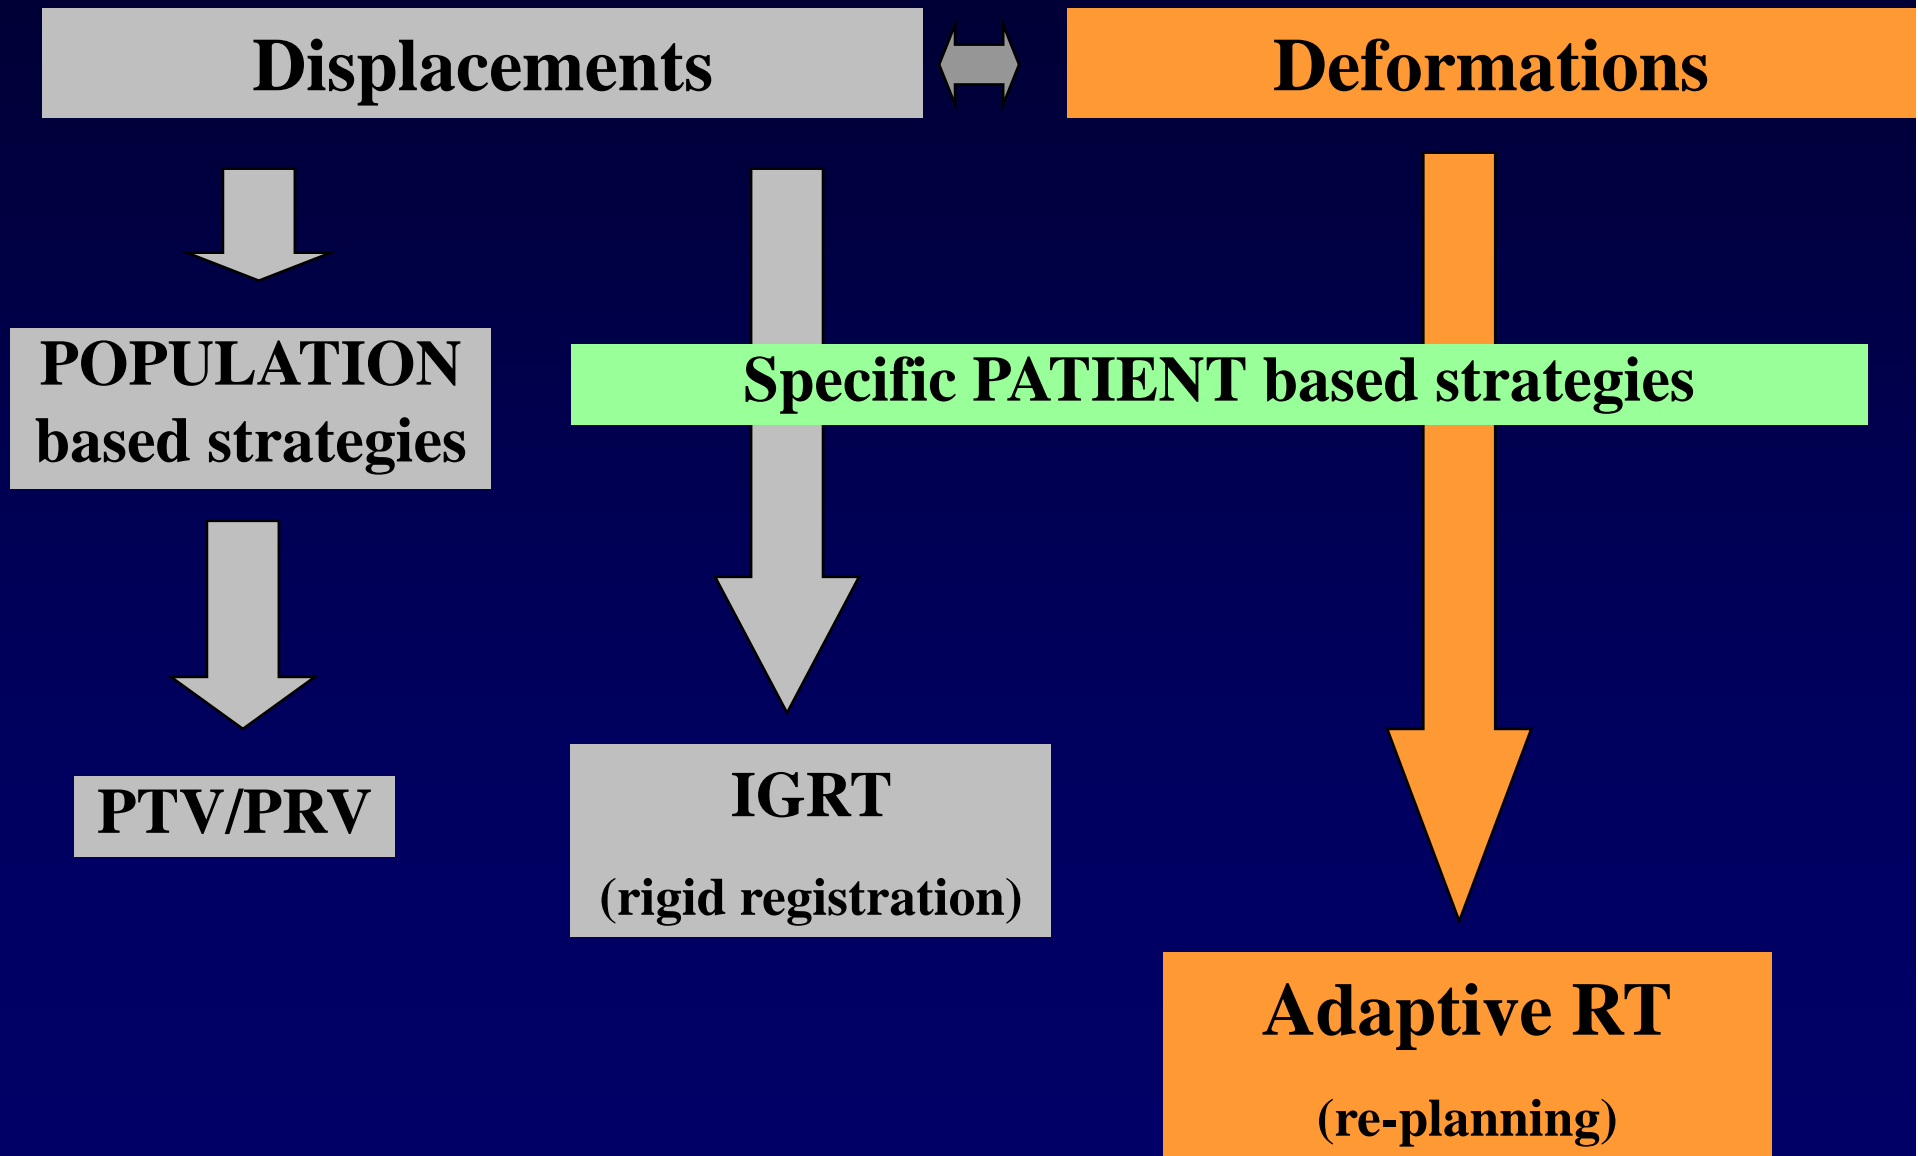 Displacements
Deformations
POPULATION
based strategies
Specific PATIENT based strategies
PTV/PRV
IGRT
(rigid registration)
Adaptive RT
(re-planning)